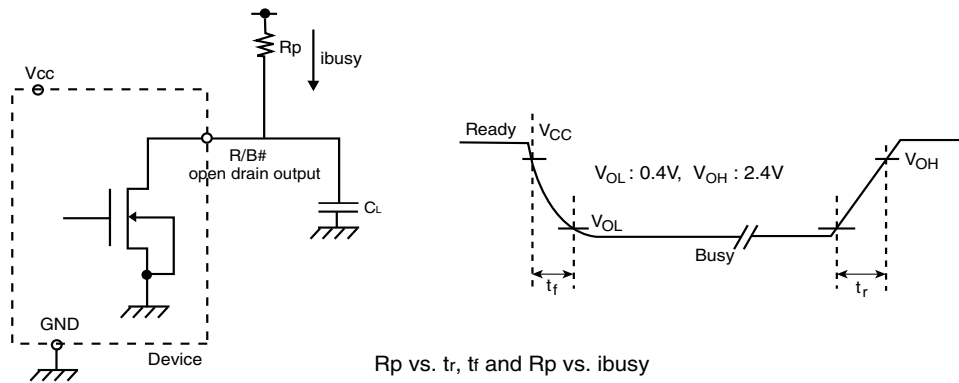 Rp
ibusy
Vcc
R/B#
open drain output
CL
GND
Device
Ready
VCC
VOL : 0.4V, VOH : 2.4V
VOH
VOL
Busy
tf
tr
Rp vs. tr, tf and Rp vs. ibusy